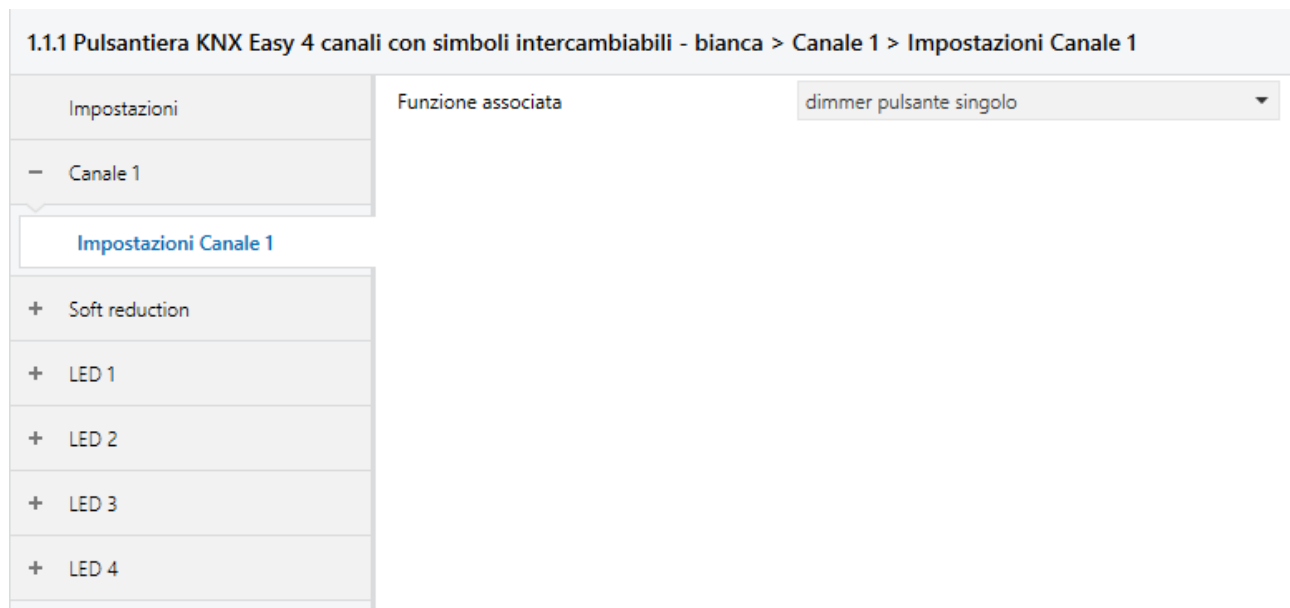 1.1.1 Pulsantiera KNX Easy 4 canali con simboli intercambiabili - bianca > Canale 1 > Impostazioni Canale 1
Impostazioni
Funzione associata
dimmer pulsante singolo
− Canale 1
Impostazioni Canale 1
+ Soft reduction
+ LED 1
+ LED 2
+ LED 3
+ LED 4